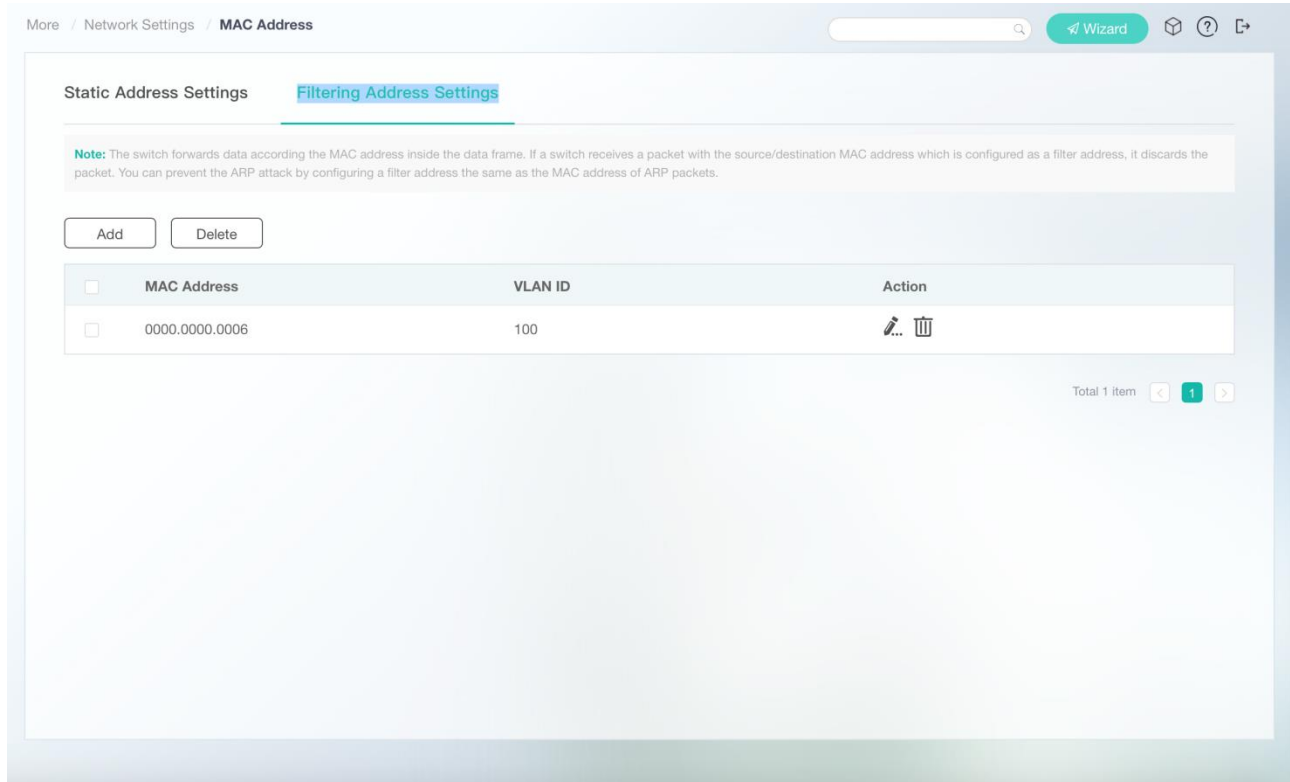 More / Network Settings / MAC Address
Wizard
Static Address Settings
Filtering Address Settings
Note: The switch forwards data according the MAC address inside the data frame. If a switch receives a packet with the source/destination MAC address which is configured as a filter address, it discards the
packet. You can prevent the ARP attack by configuring a filter address the same as the MAC address of ARP packets.
Add Delete
MAC Address VLAN ID Action
0000.0000.0006 100
Total 1 item < 1 >